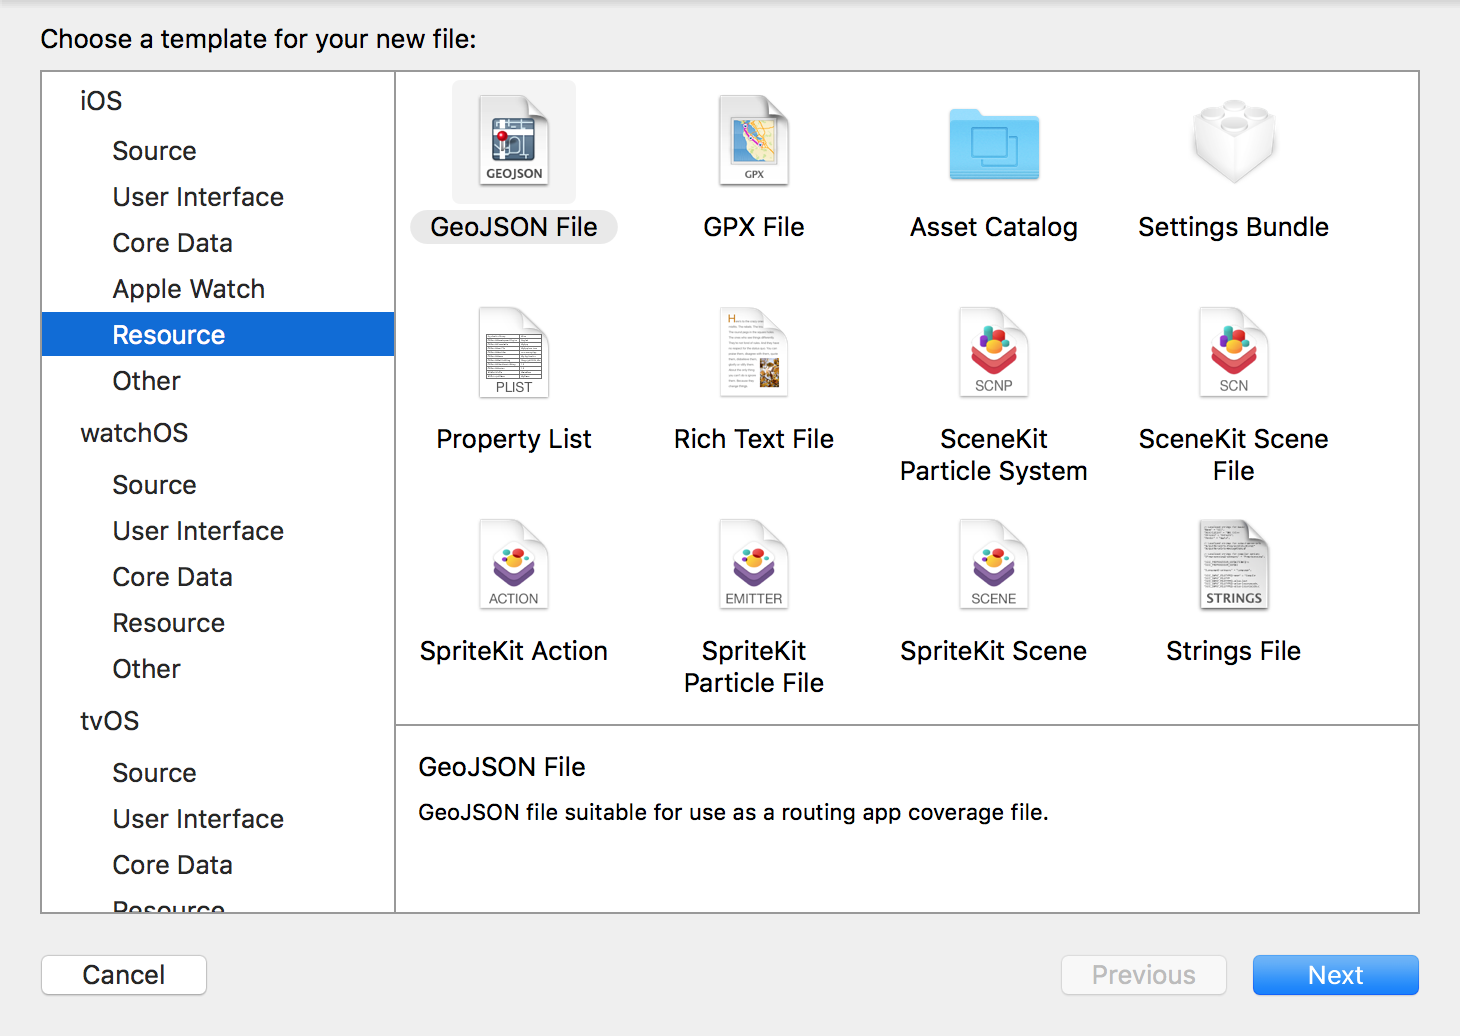 Choose a template for your new file:
iOS
Source
User Interface
Core Data
Apple Watch
Resource
Other
watchOS
Source
User Interface
Core Data
Resource
Other
tvOS
Source
User Interface
Core Data
Resource
GEOJSON
GeoJSON File
GPX
GPX File
Asset Catalog
Settings Bundle
PLIST
Property List
Rich Text File
SCNP
SceneKit
Particle System
SCN
SceneKit Scene
File
ACTION
SpriteKit Action
EMITTER
SpriteKit
Particle File
SCENE
SpriteKit Scene
STRINGS
Strings File
GeoJSON File
GeoJSON file suitable for use as a routing app coverage file.
Cancel
Previous
Next